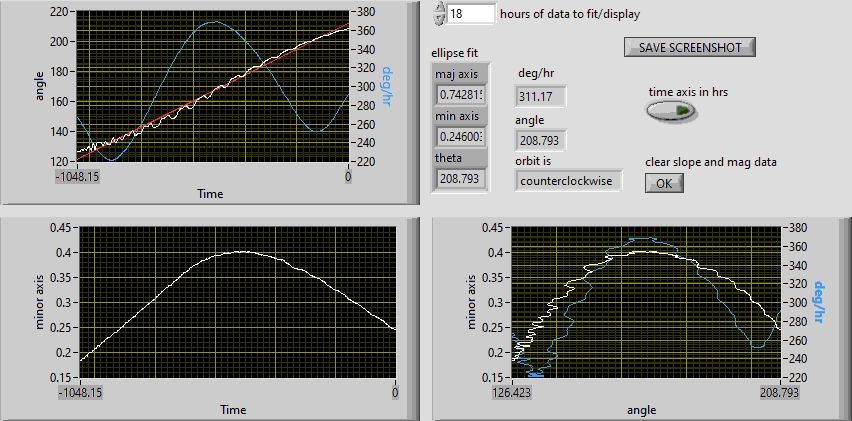 220
200
180
160
140
120
angle
380
360
340
320
300
280
260
240
220
deg/hr
-1048.15
0
Time
18
hours of data to fit/display
SAVE SCREENSHOT
ellipse fit
maj axis
deg/hr
time axis in hrs
311.17
min axis
angle
208.793
theta
orbit is
clear slope and mag data
208.793
counterclockwise
OK
0.45
0.4
0.35
0.3
0.25
0.2
0.15
minor axis
-1048.15
0
Time
0.45
0.4
0.35
0.3
0.25
0.2
0.15
minor axis
380
360
340
320
300
280
260
240
220
deg/hr
126.423
208.793
angle